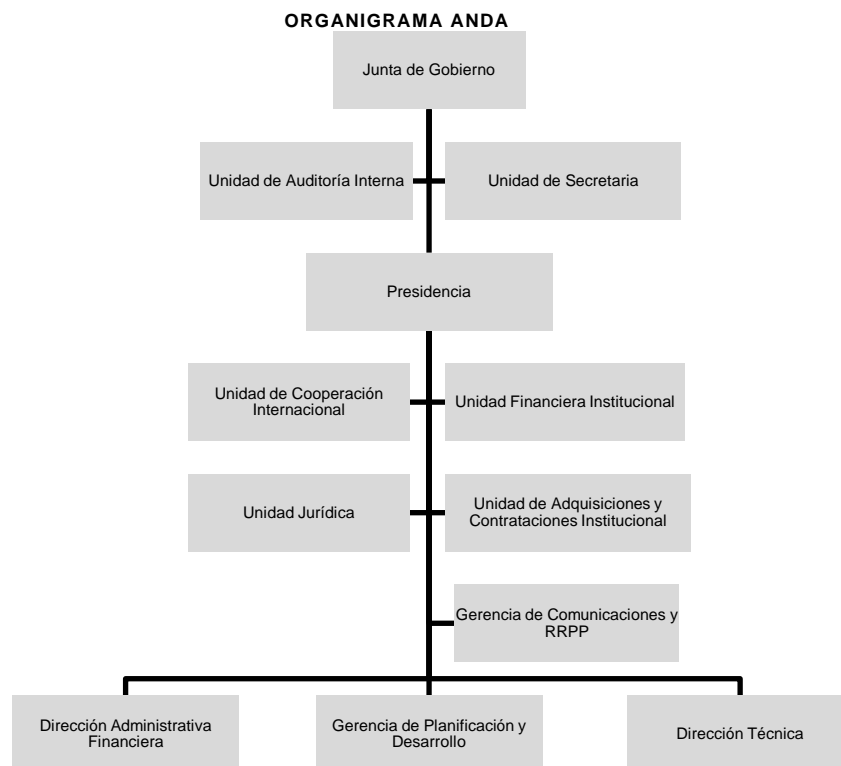 ORGANIGRAMA ANDA
Junta de Gobierno
Unidad de Auditoría Interna
Unidad de Secretaria
Presidencia
Unidad de Cooperación
Internacional
Unidad Financiera Institucional
Unidad Jurídica
Unidad de Adquisiciones y
Contrataciones Institucional
Gerencia de Comunicaciones y
RRPP
Dirección Administrativa
Financiera
Gerencia de Planificación y
Desarrollo
Dirección Técnica